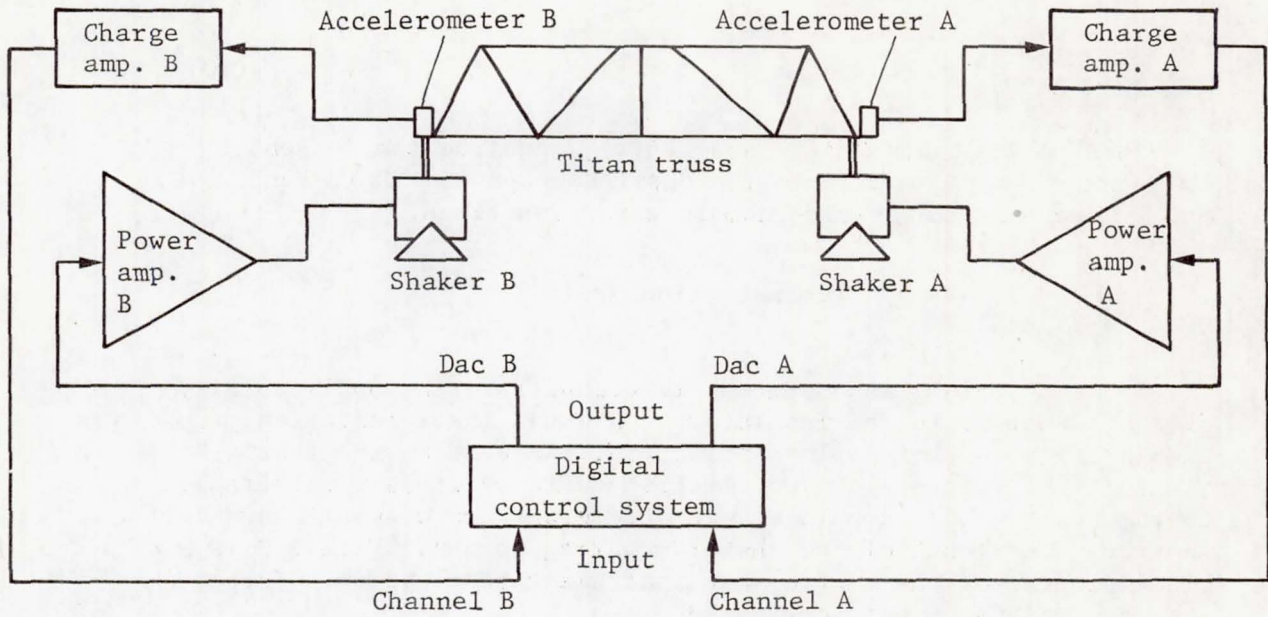 Accelerometer B
Accelerometer A
Charge
amp. B
Charge
amp. A
Titan truss
Power
amp.
B
Shaker B
Shaker A
Power
amp.
A
Dac B
Dac A
Output
Digital
control system
Input
Channel B
Channel A